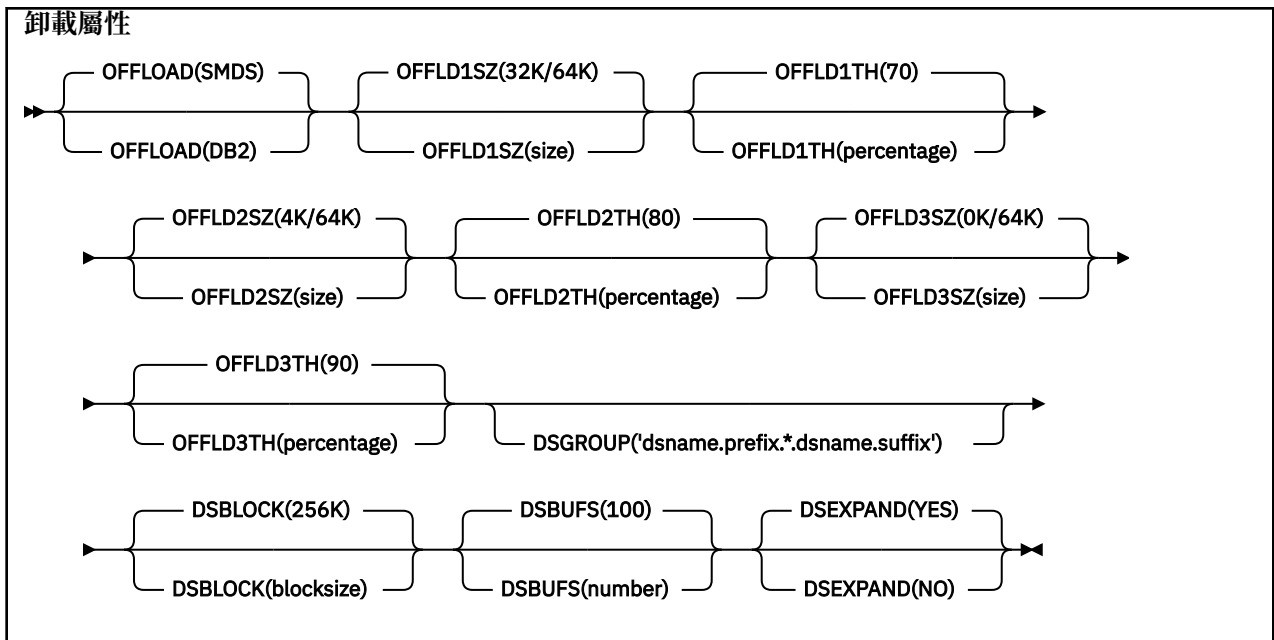 卸載屬性
OFFLOAD(SMDS) OFFLD1SZ(32K/64K) OFFLD1TH(70)
OFFLOAD(DB2) OFFLD1SZ(size) OFFLD1TH(percentage)
OFFLD2SZ(4K/64K) OFFLD2TH(80) OFFLD3SZ(0K/64K)
OFFLD2SZ(size) OFFLD2TH(percentage) OFFLD3SZ(size)
OFFLD3TH(90)
OFFLD3TH(percentage) DSGROUP('dsname.prefix.*.dsname.suffix')
DSBLOCK(256K) DSBUFS(100) DSEXPAND(YES)
DSBLOCK(blocksize) DSBUFS(number) DSEXPAND(NO)